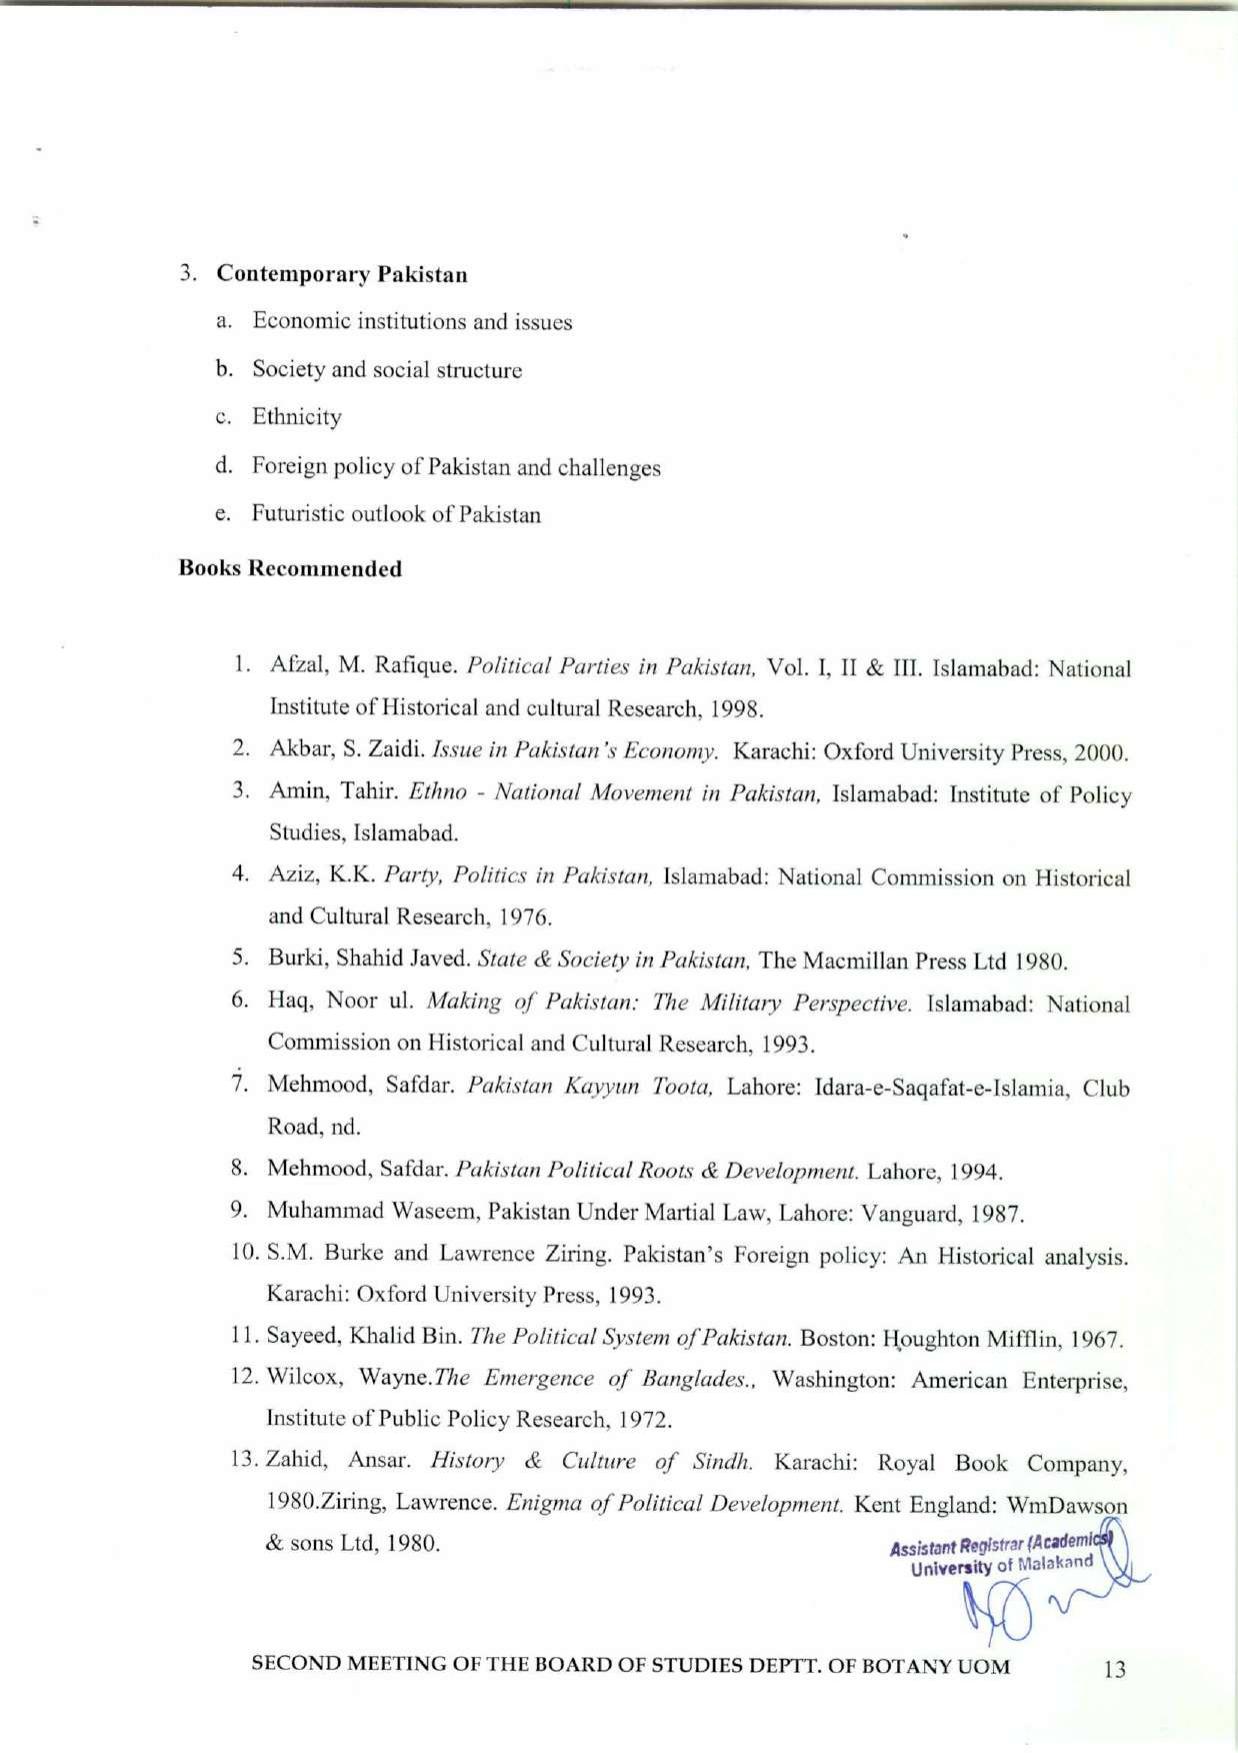 3. Contemporary Pakistan
a. Economic institutions and issues
b. Society and social structure
c. Ethnicity
d. Foreign policy of Pakistan and challenges
e. Futuristic outlook of Pakistan
Books Recommended
1. Afzal, M. Rafique. Political Parties in Pakistan, Vol. I, II & III. Islamabad: National
Institute of Historical and cultural Research, 1998.
2. Akbar, S. Zaidi. Issue in Pakistan's Economy. Karachi: Oxford University Press, 2000.
3. Amin, Tahir. Ethno - National Movement in Pakistan, Islamabad: Institute of Policy
Studies, Islamabad.
4. Aziz, K.K. Party, Politics in Pakistan, Islamabad: National Commission on Historical
and Cultural Research, 1976.
5. Burki, Shahid Javed. State & Society in Pakistan, The Macmillan Press Ltd 1980.
6. Haq, Noor ul. Making of Pakistan: The Military Perspective. Islamabad: National
Commission on Historical and Cultural Research, 1993.
7. Mehmood, Safdar. Pakistan Kayyun Toota, Lahore: Idara-e-Saqafat-e-Islamia, Club
Road, nd.
8. Mehmood, Safdar. Pakistan Political Roots & Development. Lahore, 1994.
9. Muhammad Waseem, Pakistan Under Martial Law, Lahore: Vanguard, 1987.
10. S.M. Burke and Lawrence Ziring. Pakistan's Foreign policy: An Historical analysis.
Karachi: Oxford University Press, 1993.
11. Sayeed, Khalid Bin. The Political System of Pakistan. Boston: Houghton Mifflin, 1967.
12. Wilcox, Wayne.The Emergence of Banglades., Washington: American Enterprise,
Institute of Public Policy Research, 1972.
13. Zahid, Ansar. History & Culture of Sindh. Karachi: Royal Book Company,
1980.Ziring, Lawrence. Enigma of Political Development. Kent England: WmDawson
& sons Ltd, 1980.
Assistant Registrar (Academics)
University of Malakand
SECOND MEETING OF THE BOARD OF STUDIES DEPTT. OF BOTANY UOM 13